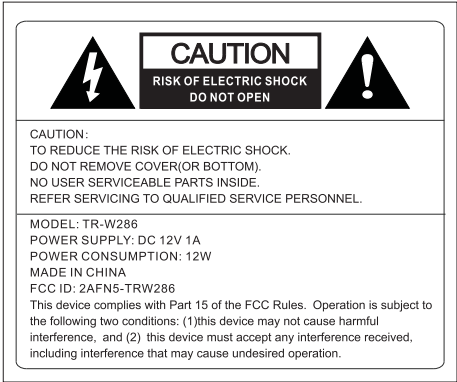 CAUTION
RISK OF ELECTRIC SHOCK
DO NOT OPEN
CAUTION:
TO REDUCE THE RISK OF ELECTRIC SHOCK.
DO NOT REMOVE COVER(OR BOTTOM).
NO USER SERVICEABLE PARTS INSIDE.
REFER SERVICING TO QUALIFIED SERVICE PERSONNEL.
MODEL: TR-W286
POWER SUPPLY: DC 12V 1A
POWER CONSUMPTION: 12W
MADE IN CHINA
FCC ID: 2AFN5-TRW286
This device complies with Part 15 of the FCC Rules. Operation is subject to
the following two conditions: (1)this device may not cause harmful
interference, and (2) this device must accept any interference received,
including interference that may cause undesired operation.